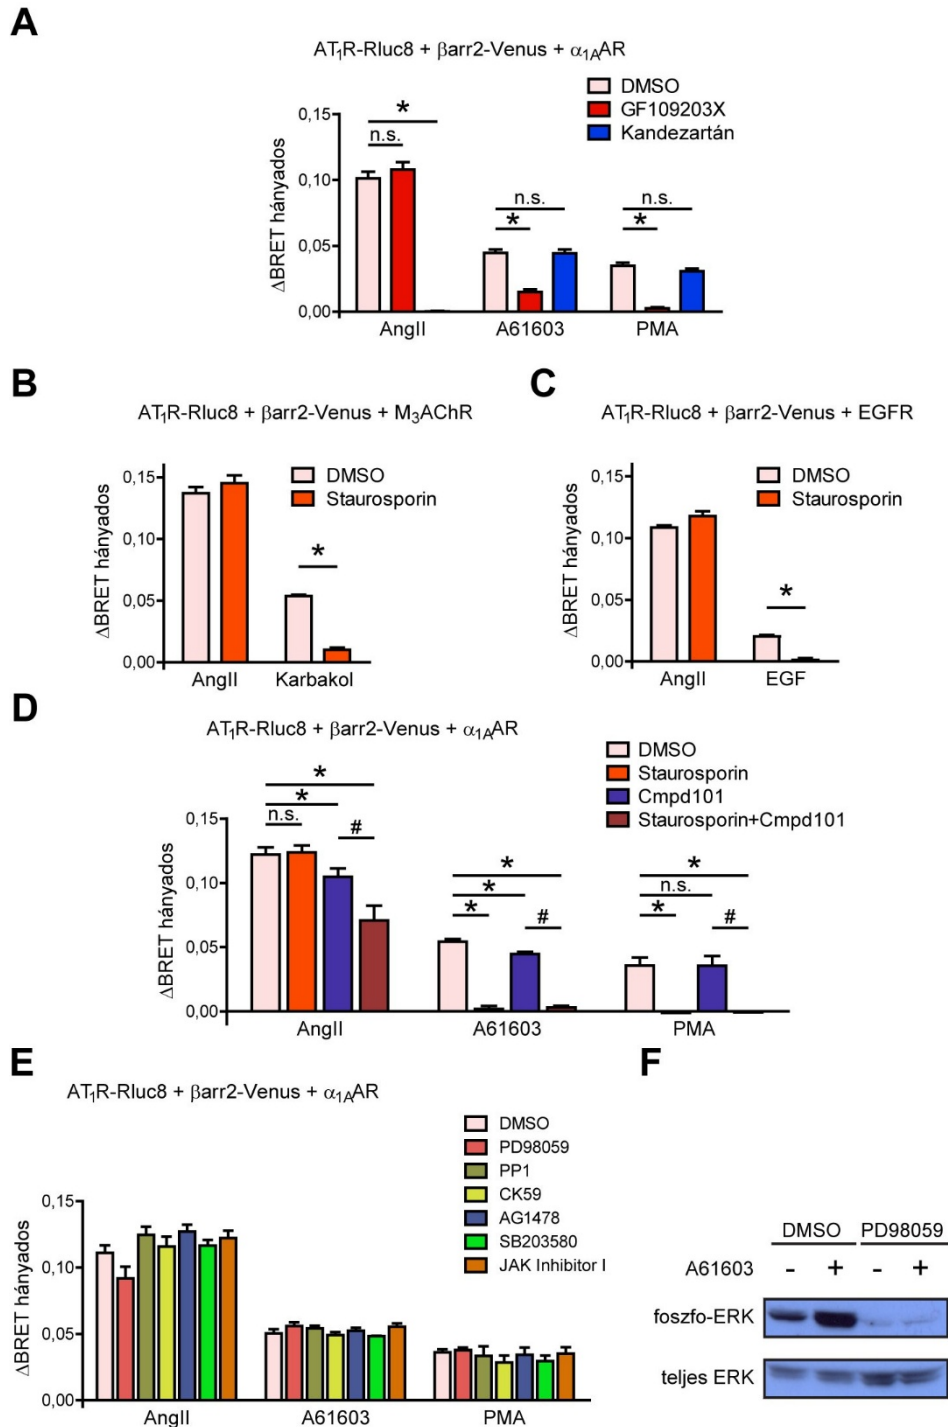 A
AT₁R-Rluc8 + βarr2-Venus + α₁ₐAR
DMSO
GF109203X
Kandezartán
ΔBRET hányados
0,15
0,10
0,05
0,00
*
n.s.
n.s.
*
n.s.
*
AngII A61603 PMA
B
AT₁R-Rluc8 + βarr2-Venus + M₃AChR
DMSO
Staurosporin
ΔBRET hányados
0,15
0,10
0,05
0,00
*
AngII Karbakol
C
AT₁R-Rluc8 + βarr2-Venus + EGFR
DMSO
Staurosporin
ΔBRET hányados
0,15
0,10
0,05
0,00
*
AngII EGF
D
AT₁R-Rluc8 + βarr2-Venus + α₁ₐAR
DMSO
Staurosporin
Cmpd101
Staurosporin+Cmpd101
ΔBRET hányados
0,15
0,10
0,05
0,00
*
*
n.s.
#
*
*
*
#
*
n.s.
*
#
AngII A61603 PMA
E
AT₁R-Rluc8 + βarr2-Venus + α₁ₐAR
DMSO
PD98059
PP1
CK59
AG1478
SB203580
JAK Inhibitor I
ΔBRET hányados
0,15
0,10
0,05
0,00
AngII A61603 PMA
F
DMSO PD98059
A61603 - + - +
foszfo-ERK
teljes ERK